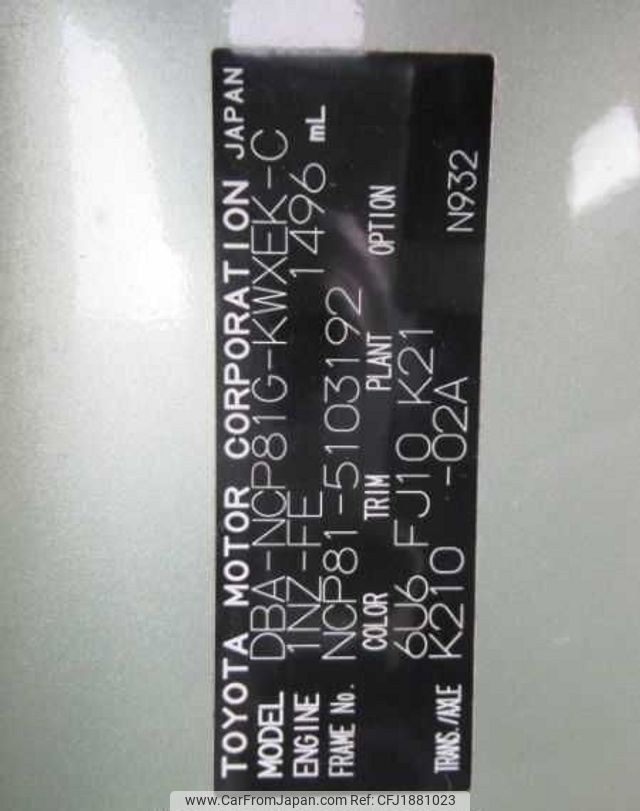 TOYOTA MOTOR CORPORATION JAPAN
MODEL DBA-NCP81G-KWXEK-C
ENGINE 1NZ-FE 1496 mL
FRAME No. NCP81-5103192
COLOR TRIM PLANT OPTION
6U6 FJ10 K21
TRANS./AXLE K210 -02A N932
www.CarFromJapan.com No. CFJ1881023